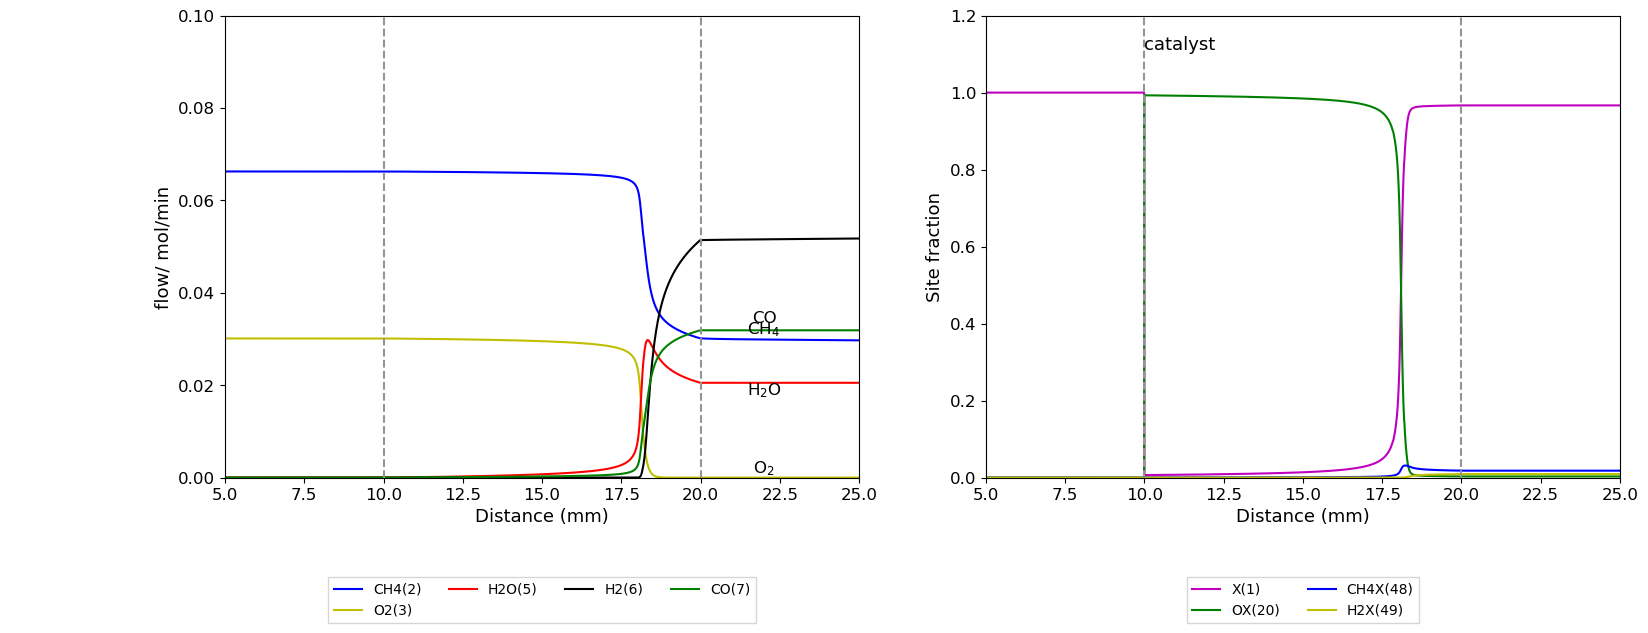 0.10
0.08
0.06
0.04
0.02
0.00
flow/ mol/min
CO
CH₄
H₂O
O₂
5.0 7.5 10.0 12.5 15.0 17.5 20.0 22.5 25.0
Distance (mm)
CH4(2) H2O(5) H2(6) CO(7)
O2(3)
1.2
1.0
0.8
0.6
0.4
0.2
0.0
Site fraction
catalyst
5.0 7.5 10.0 12.5 15.0 17.5 20.0 22.5 25.0
Distance (mm)
X(1) CH4X(48)
OX(20) H2X(49)